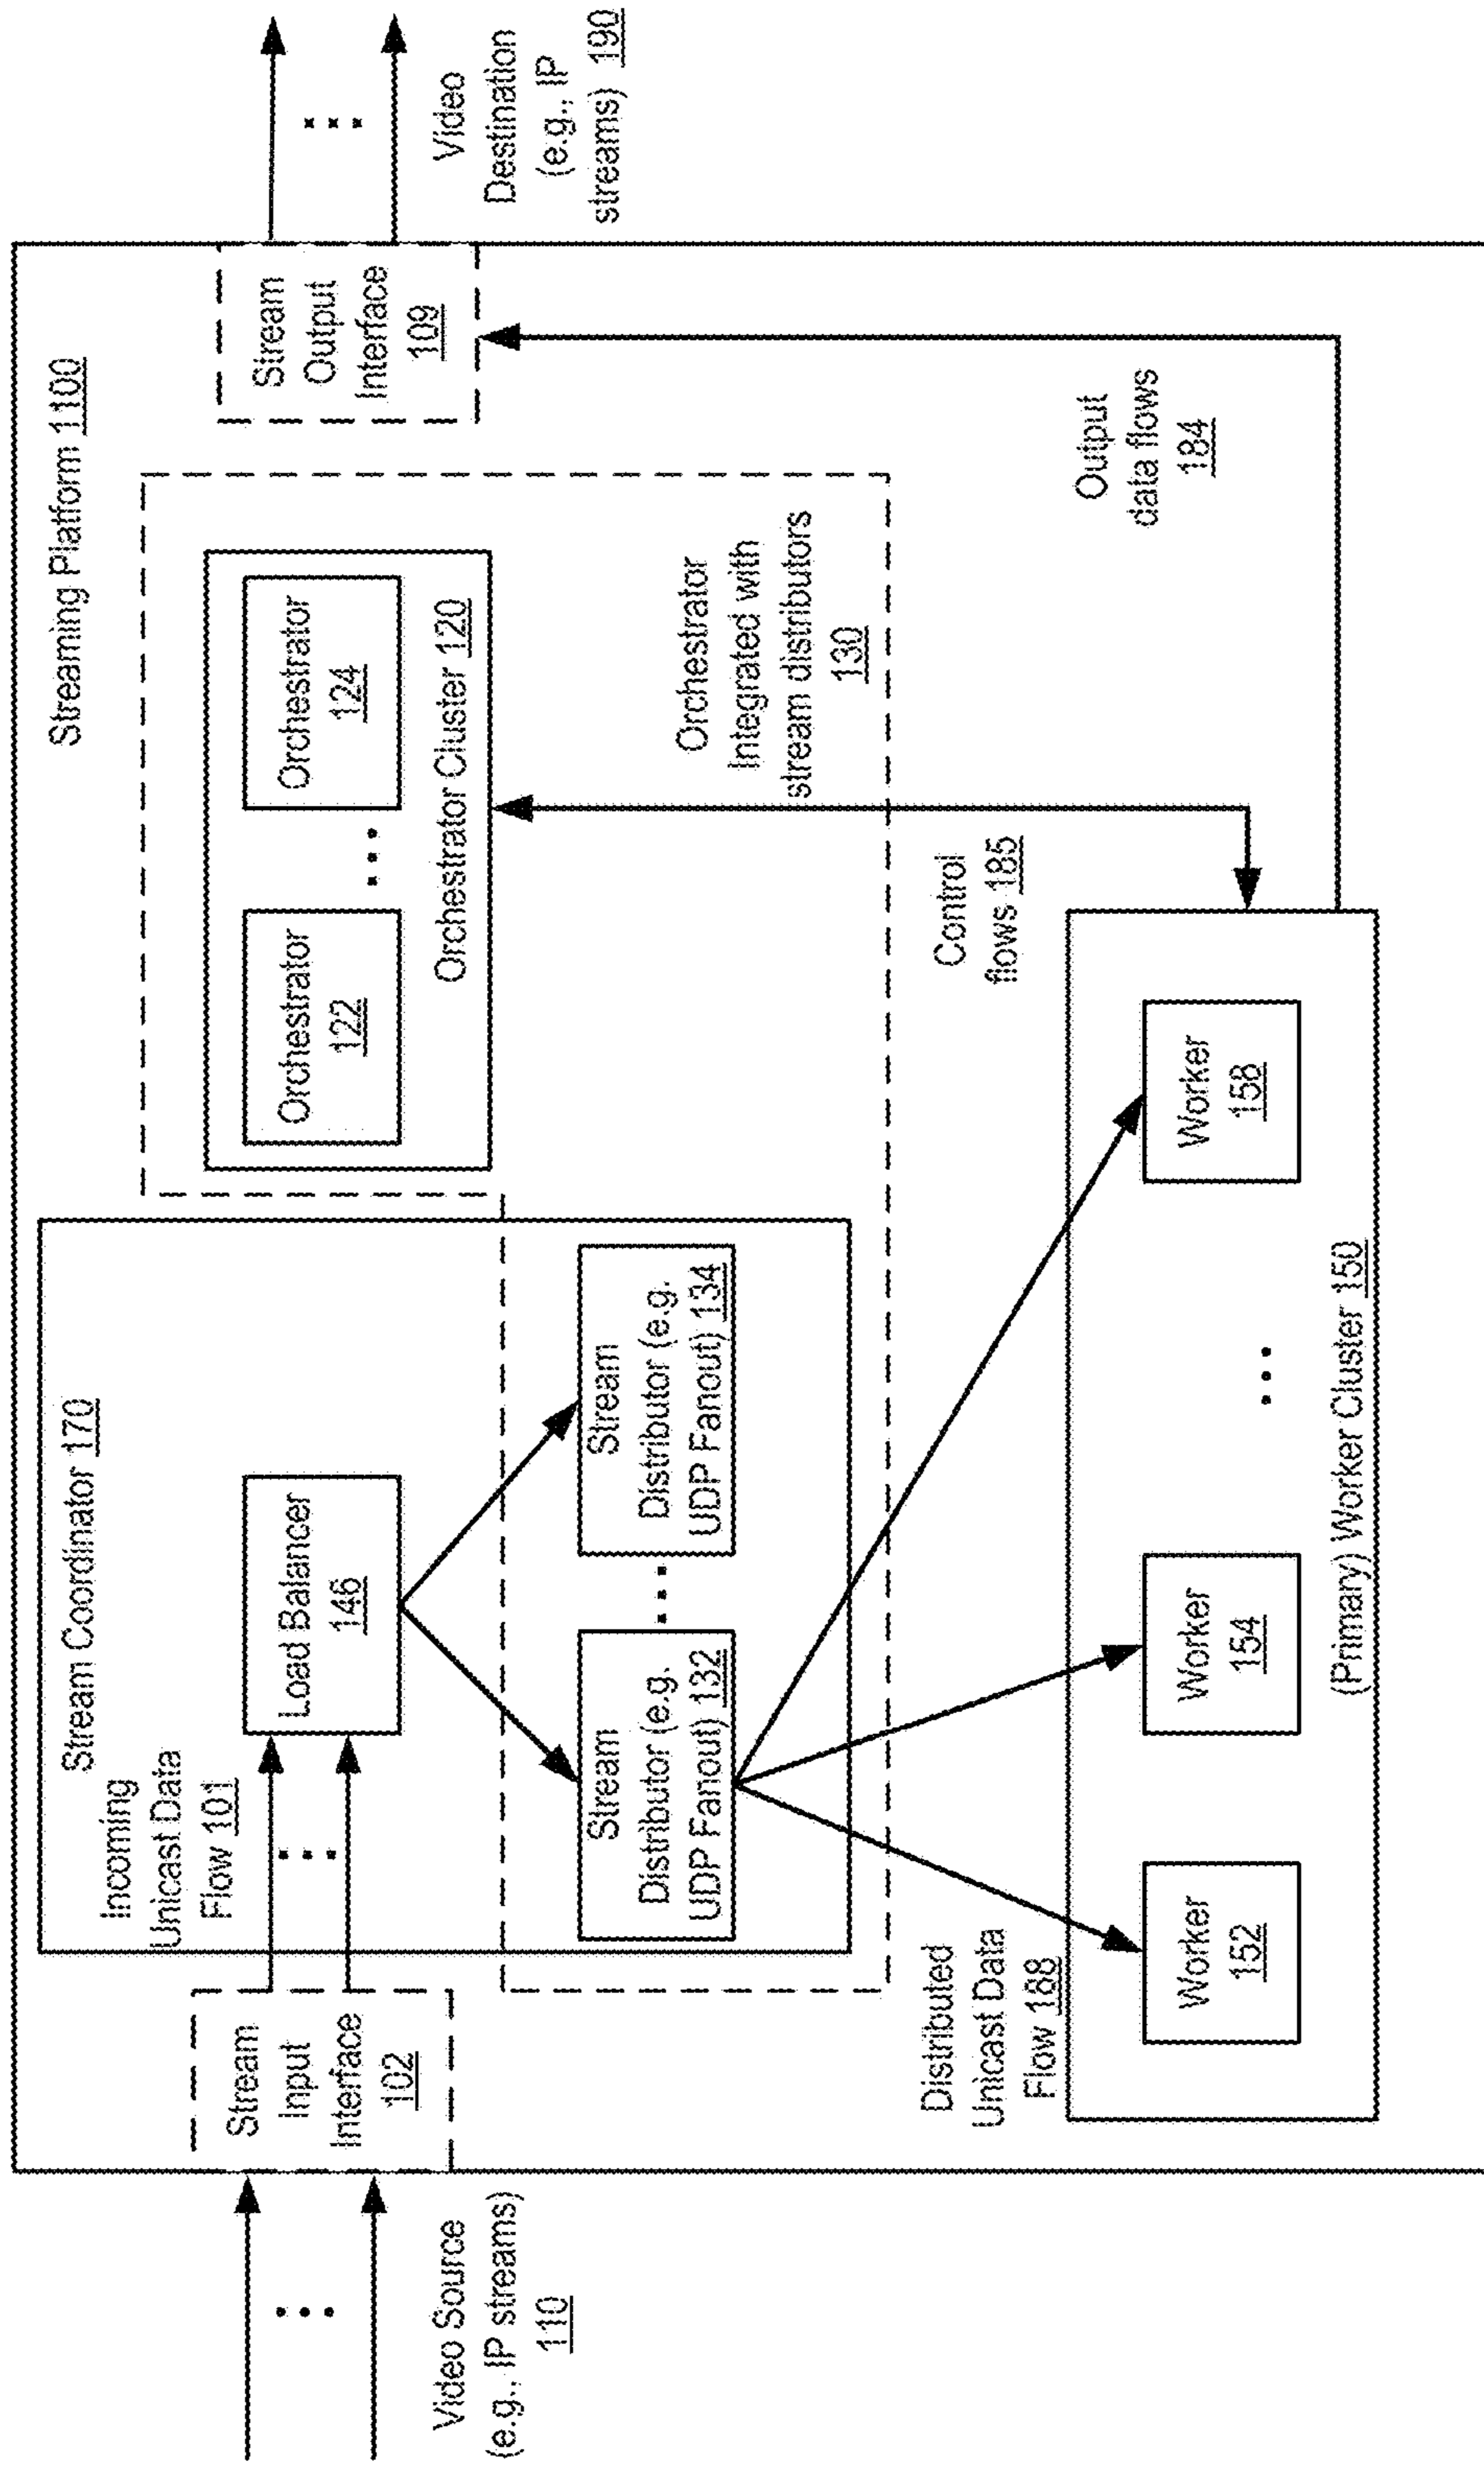 Streaming Platform 1100
Stream Coordinator 170
Incoming
Unicast Data
Flow 101
Stream
Input
Interface
102
Video Source
(e.g., IP streams)
110
Load Balancer
146
Stream
Distributor (e.g.
UDP Fanout) 132
Stream
Distributor (e.g.
UDP Fanout) 134
Orchestrator
122
Orchestrator
124
Orchestrator Cluster 120
Orchestrator
Integrated with
stream distributors
130
Stream
Output
Interface
109
Video
Destination
(e.g., IP
streams) 190
Distributed
Unicast Data
Flow 188
Control
flows 185
Output
data flows
184
Worker
152
Worker
154
Worker
158
(Primary) Worker Cluster 150